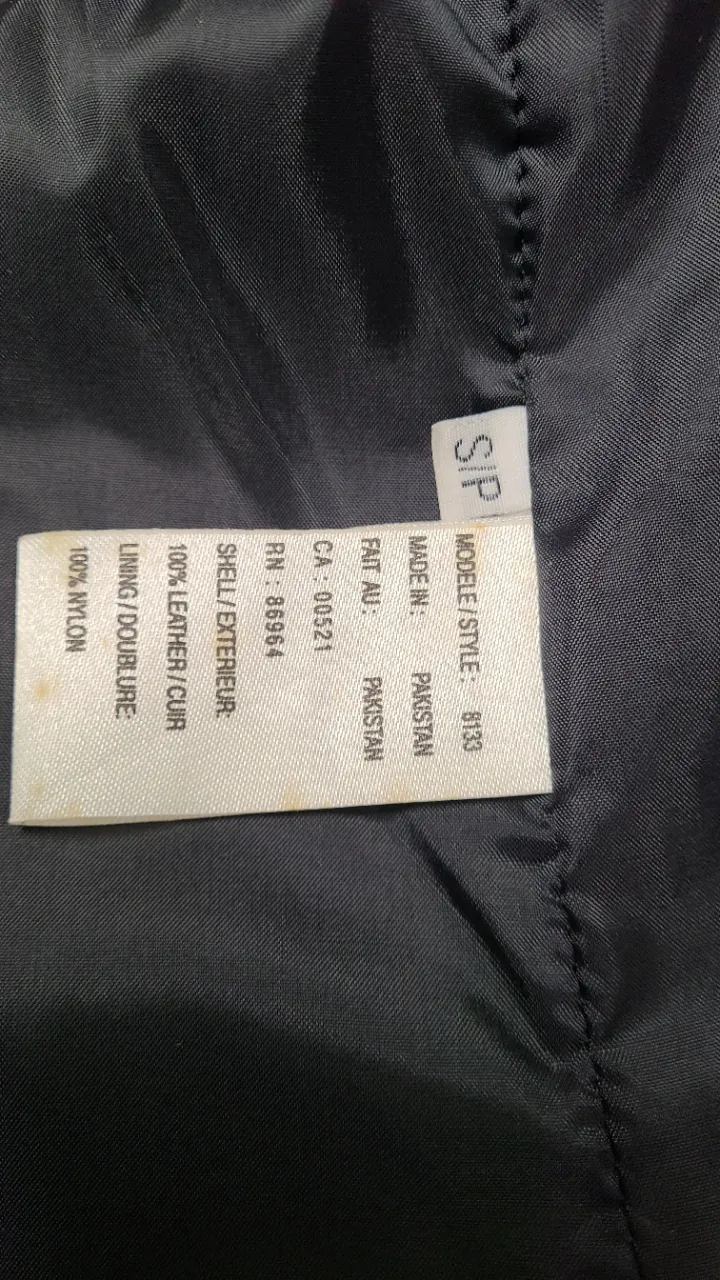 S/P
MODELE / STYLE : 8133
MADE IN : PAKISTAN
FAIT AU : PAKISTAN
CA : 00521
RN : 86964
SHELL / EXTERIEUR:
100% LEATHER / CUIR
LINING / DOUBLURE:
100% NYLON